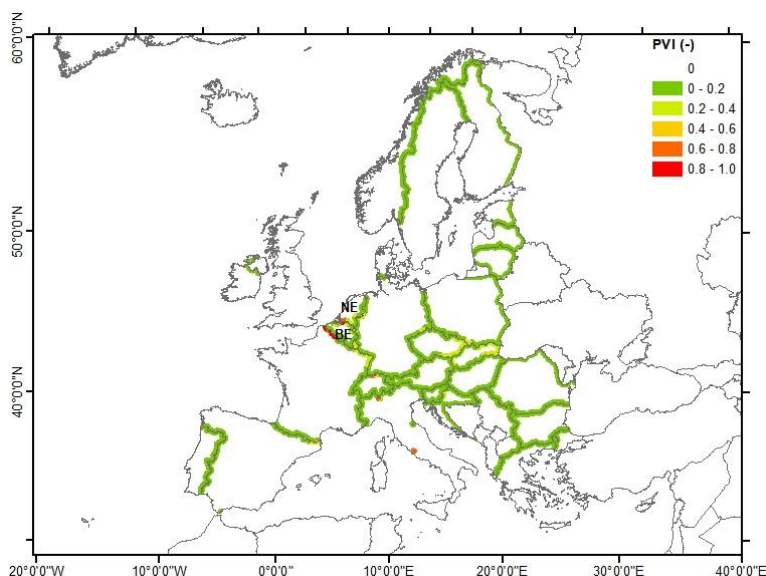 60°0'0"N
50°0'0"N
40°0'0"N
PVI (-)
0
0 - 0.2
0.2 - 0.4
0.4 - 0.6
0.6 - 0.8
0.8 - 1.0
NE
BE
20°0'0"W
10°0'0"W
0°0'0"
10°0'0"E
20°0'0"E
30°0'0"E
40°0'0"E